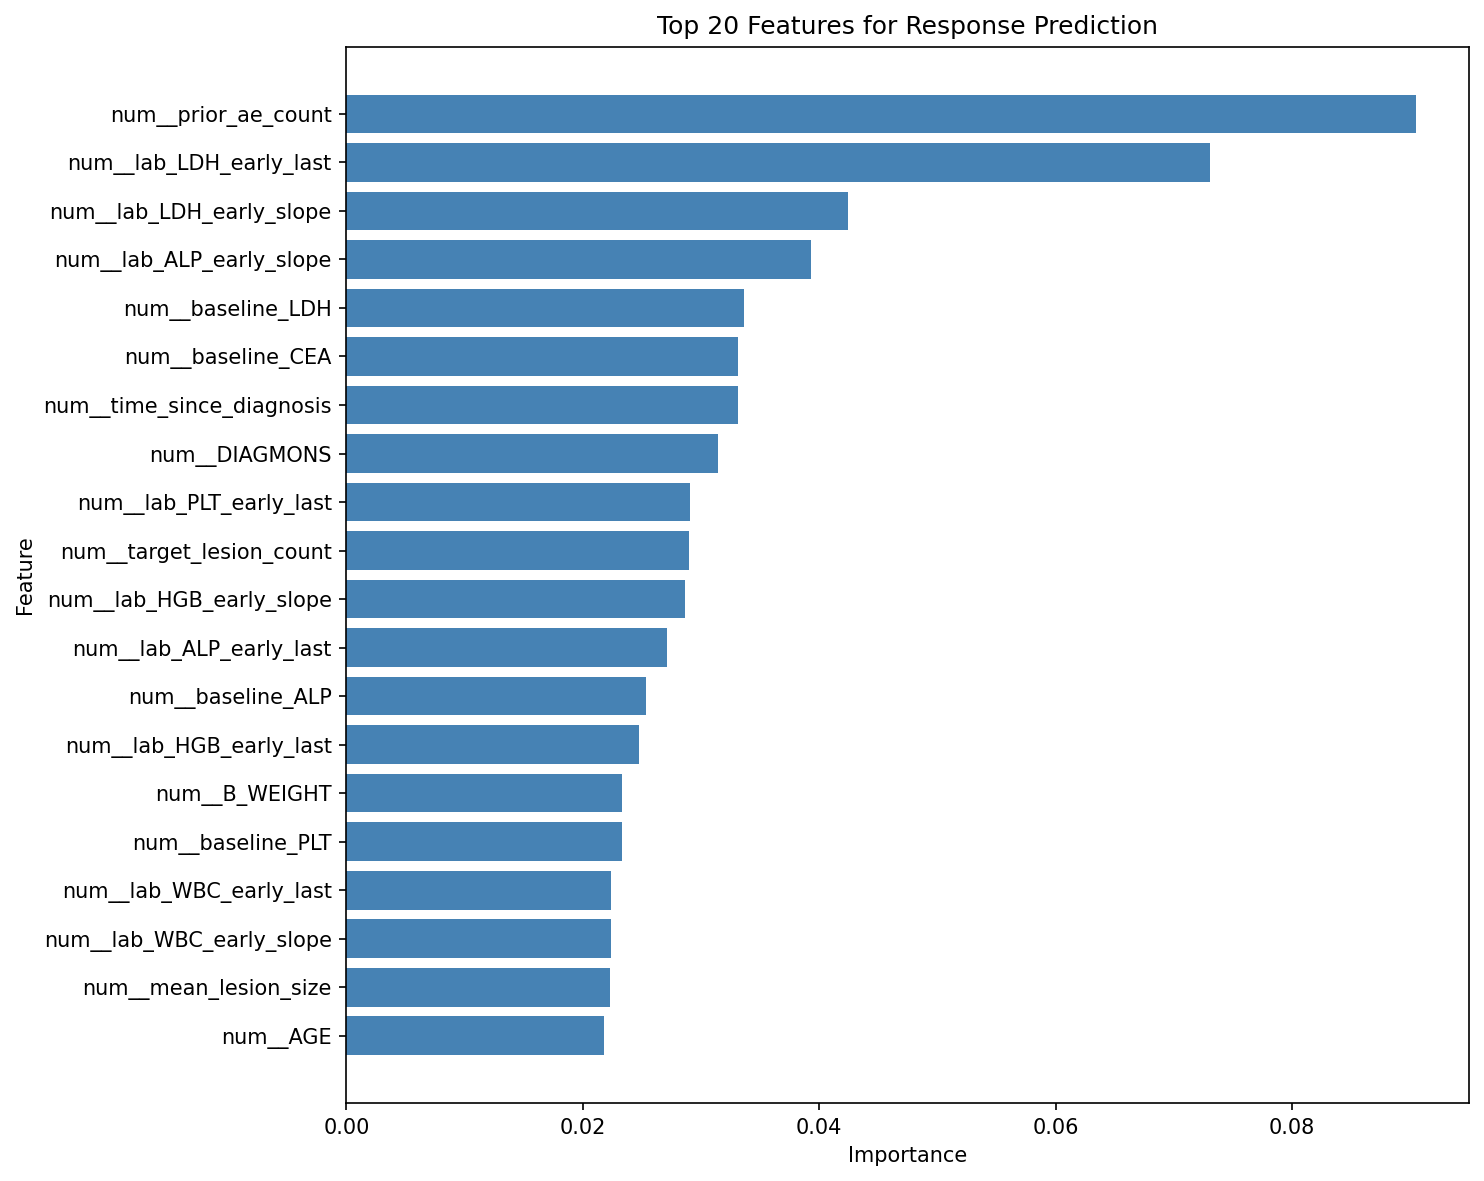 Top 20 Features for Response Prediction
num__prior_ae_count
num__lab_LDH_early_last
num__lab_LDH_early_slope
num__lab_ALP_early_slope
num__baseline_LDH
num__baseline_CEA
num__time_since_diagnosis
num__DIAGMONS
num__lab_PLT_early_last
num__target_lesion_count
num__lab_HGB_early_slope
num__lab_ALP_early_last
num__baseline_ALP
num__lab_HGB_early_last
num__B_WEIGHT
num__baseline_PLT
num__lab_WBC_early_last
num__lab_WBC_early_slope
num__mean_lesion_size
num__AGE
Feature
0.00 0.02 0.04 0.06 0.08
Importance